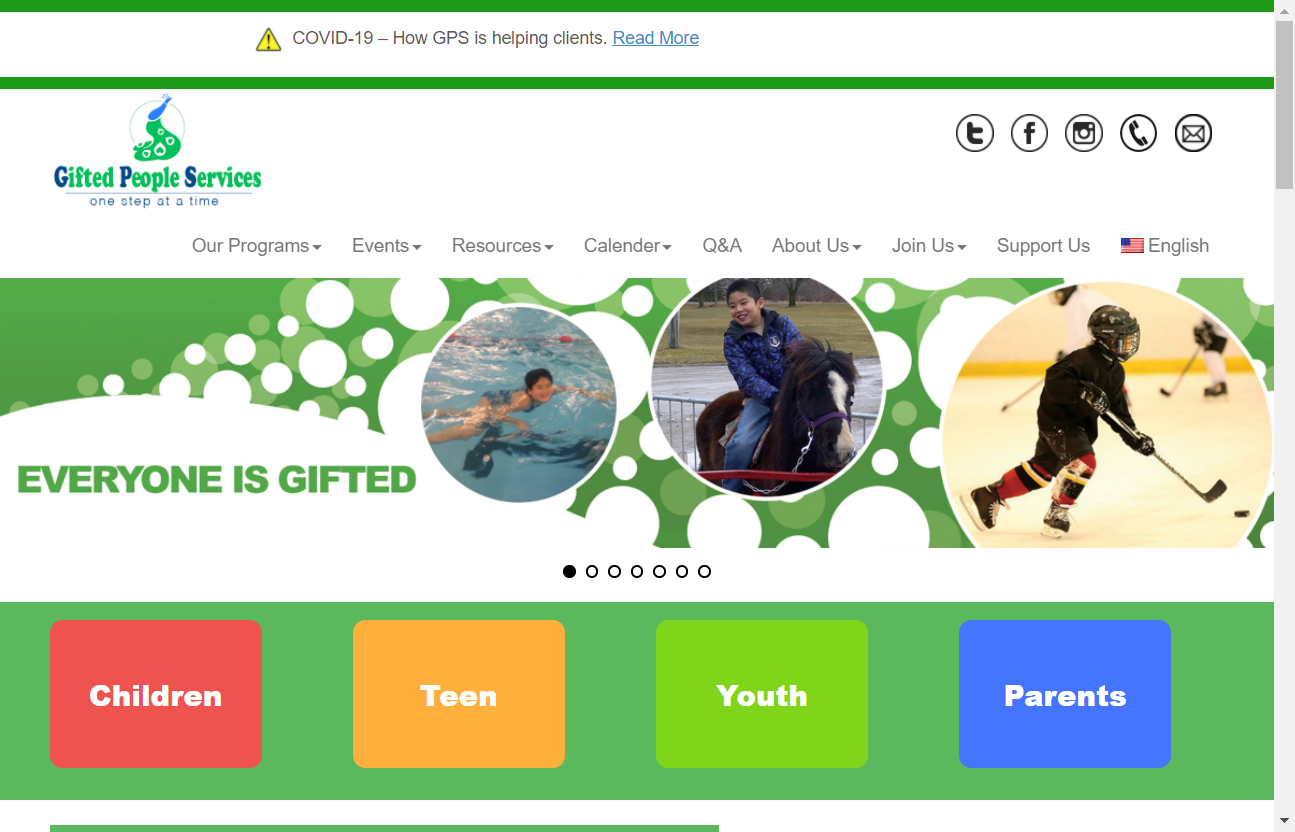 COVID-19 – How GPS is helping clients. Read More
Gifted People Services
one step at a time
Our Programs Events Resources Calender Q&A About Us Join Us Support Us English
EVERYONE IS GIFTED
Children Teen Youth Parents